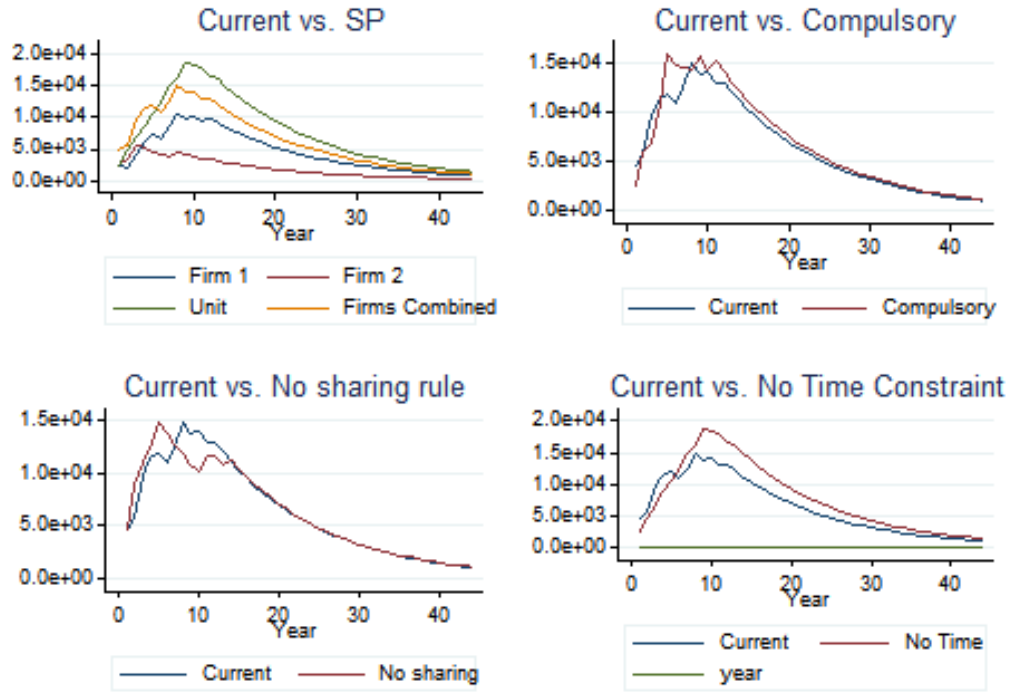 Current vs. SP
2.0e+04
1.5e+04
1.0e+04
5.0e+03
0.0e+00
0 10 20 30 40
Year
Firm 1 Firm 2
Unit Firms Combined
Current vs. Compulsory
1.5e+04
5.0e+03
0.0e+00
0 10 20 30 40
Year
Current Compulsory
Current vs. No sharing rule
1.5e+04
1.0e+04
5.0e+03
0.0e+00
0 10 20 30 40
Year
Current No sharing
Current vs. No Time Constraint
2.0e+04
1.5e+04
1.0e+04
5.0e+03
0.0e+00
0 10 20 30 40
Year
Current No Time
year